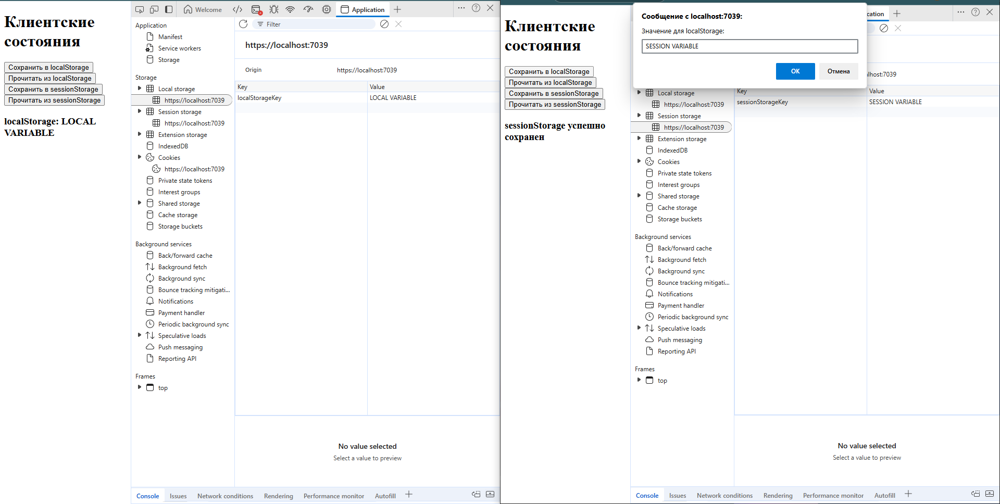 Клиентские
состояния
Сохранить в localStorage
Прочитать из localStorage
Сохранить в sessionStorage
Прочитать из sessionStorage
localStorage: LOCAL
VARIABLE
Welcome
Application
Application
Manifest
Service workers
Storage
Storage
Local storage
https://localhost:7039
Session storage
https://localhost:7039
Extension storage
IndexedDB
Cookies
https://localhost:7039
Private state tokens
Interest groups
Shared storage
Cache storage
Storage buckets
Background services
Back/forward cache
Background fetch
Background sync
Bounce tracking mitigati...
Notifications
Payment handler
Periodic background sync
Speculative loads
Push messaging
Reporting API
Frames
top
Filter
https://localhost:7039
Origin https://localhost:7039
Key Value
localStorageKey LOCAL VARIABLE
No value selected
Select a value to preview
Console Issues Network conditions Rendering Performance monitor Autofill
Клиентские
состояния
Сохранить в localStorage
Прочитать из localStorage
Сохранить в sessionStorage
Прочитать из sessionStorage
sessionStorage успешно
сохранен
Сообщение с localhost:7039:
Значение для localStorage:
SESSION VARIABLE
OK Отмена
cation
lhost:7039
Local storage
https://localhost:7039
Session storage
https://localhost:7039
Extension storage
IndexedDB
Cookies
Private state tokens
Interest groups
Shared storage
Cache storage
Storage buckets
Background services
Back/forward cache
Background fetch
Background sync
Bounce tracking mitigati...
Notifications
Payment handler
Periodic background sync
Speculative loads
Push messaging
Reporting API
Frames
top
Key Value
sessionStorageKey SESSION VARIABLE
No value selected
Select a value to preview
Console Issues Network conditions Rendering Performance monitor Autofill